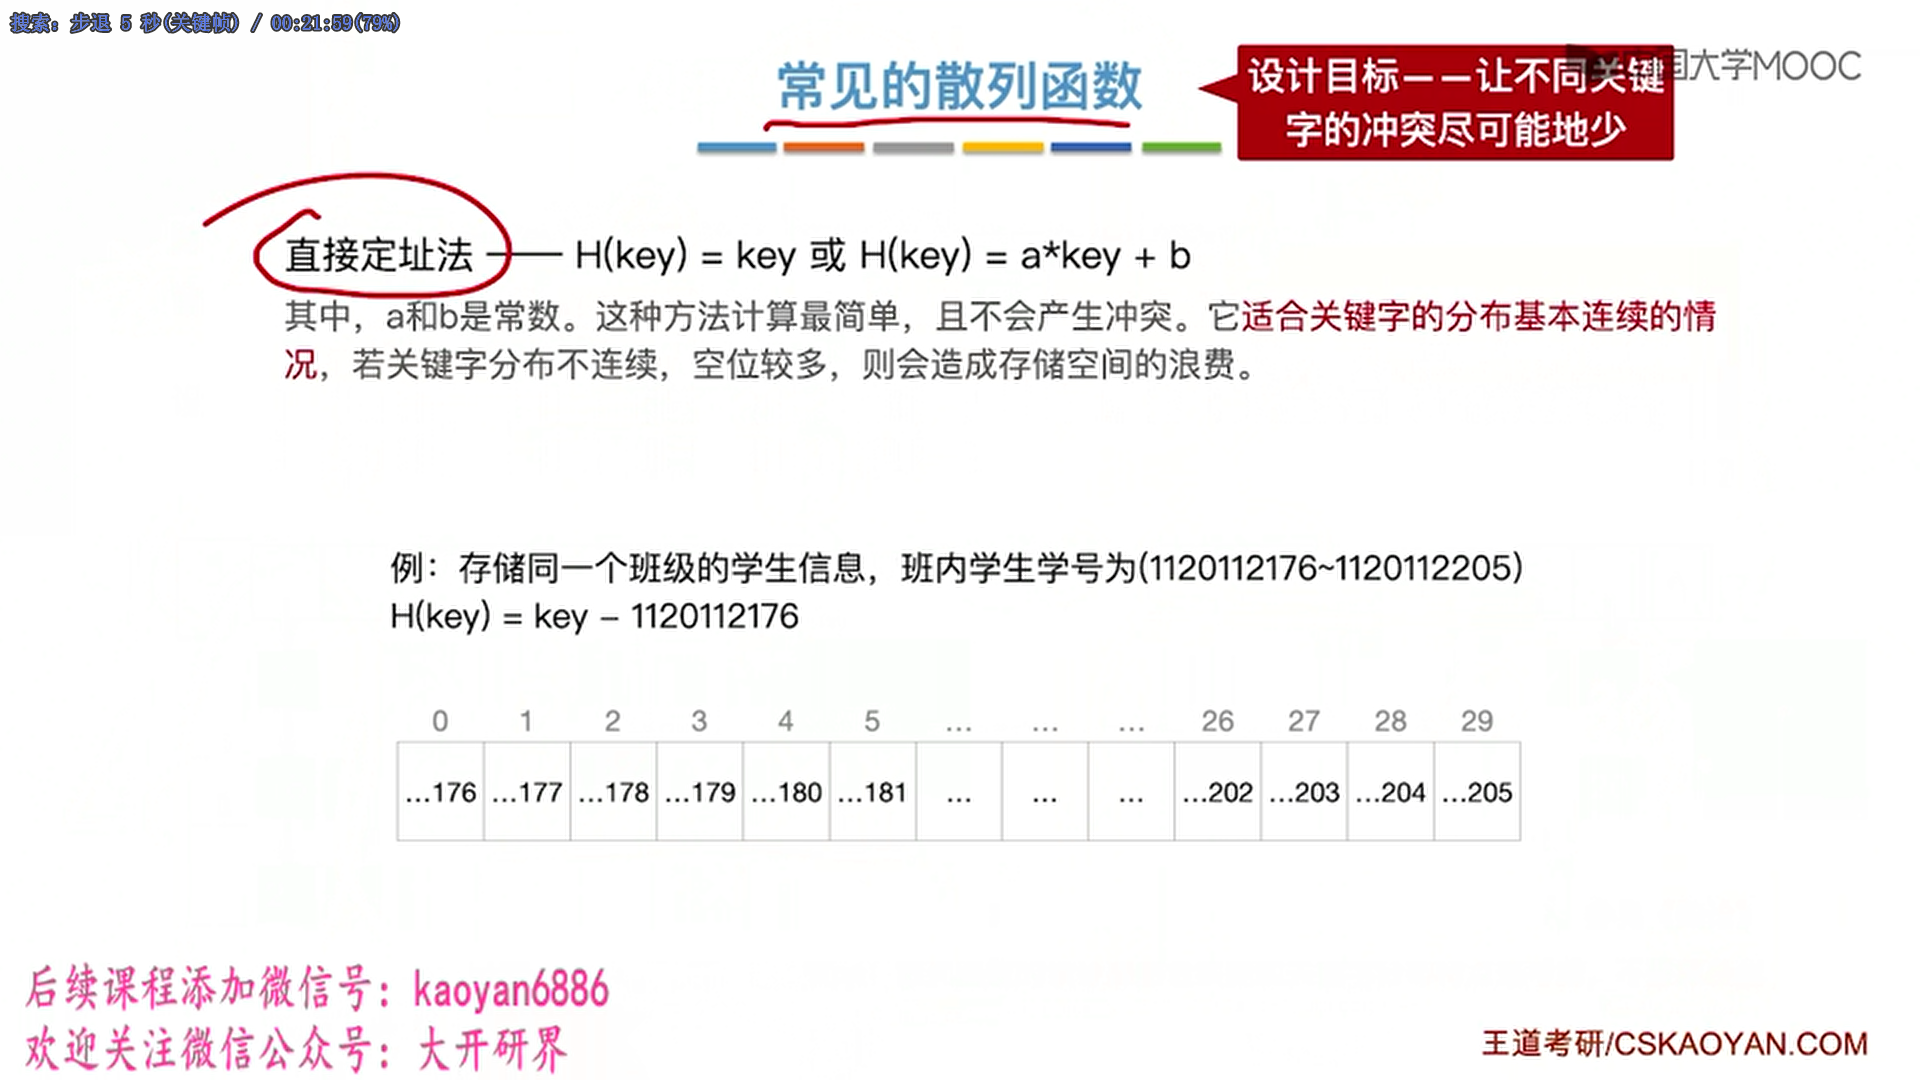 搜索: 步退 5 秒(关键帧) / 00:21:59(79%)
常见的散列函数
设计目标——让不同关键
字的冲突尽可能地少
国大学MOOC
直接定址法 —— H(key) = key 或 H(key) = a*key + b
其中，a和b是常数。这种方法计算最简单，且不会产生冲突。它适合关键字的分布基本连续的情
况，若关键字分布不连续，空位较多，则会造成存储空间的浪费。
例：存储同一个班级的学生信息，班内学生学号为(1120112176~1120112205)
H(key) = key – 1120112176
0 1 2 3 4 5 ... ... ... 26 27 28 29
...176 ...177 ...178 ...179 ...180 ...181 ... ... ... ...202 ...203 ...204 ...205
后续课程添加微信号：kaoyan6886
欢迎关注微信公众号：大开研界
王道考研/CSKAOYAN.COM